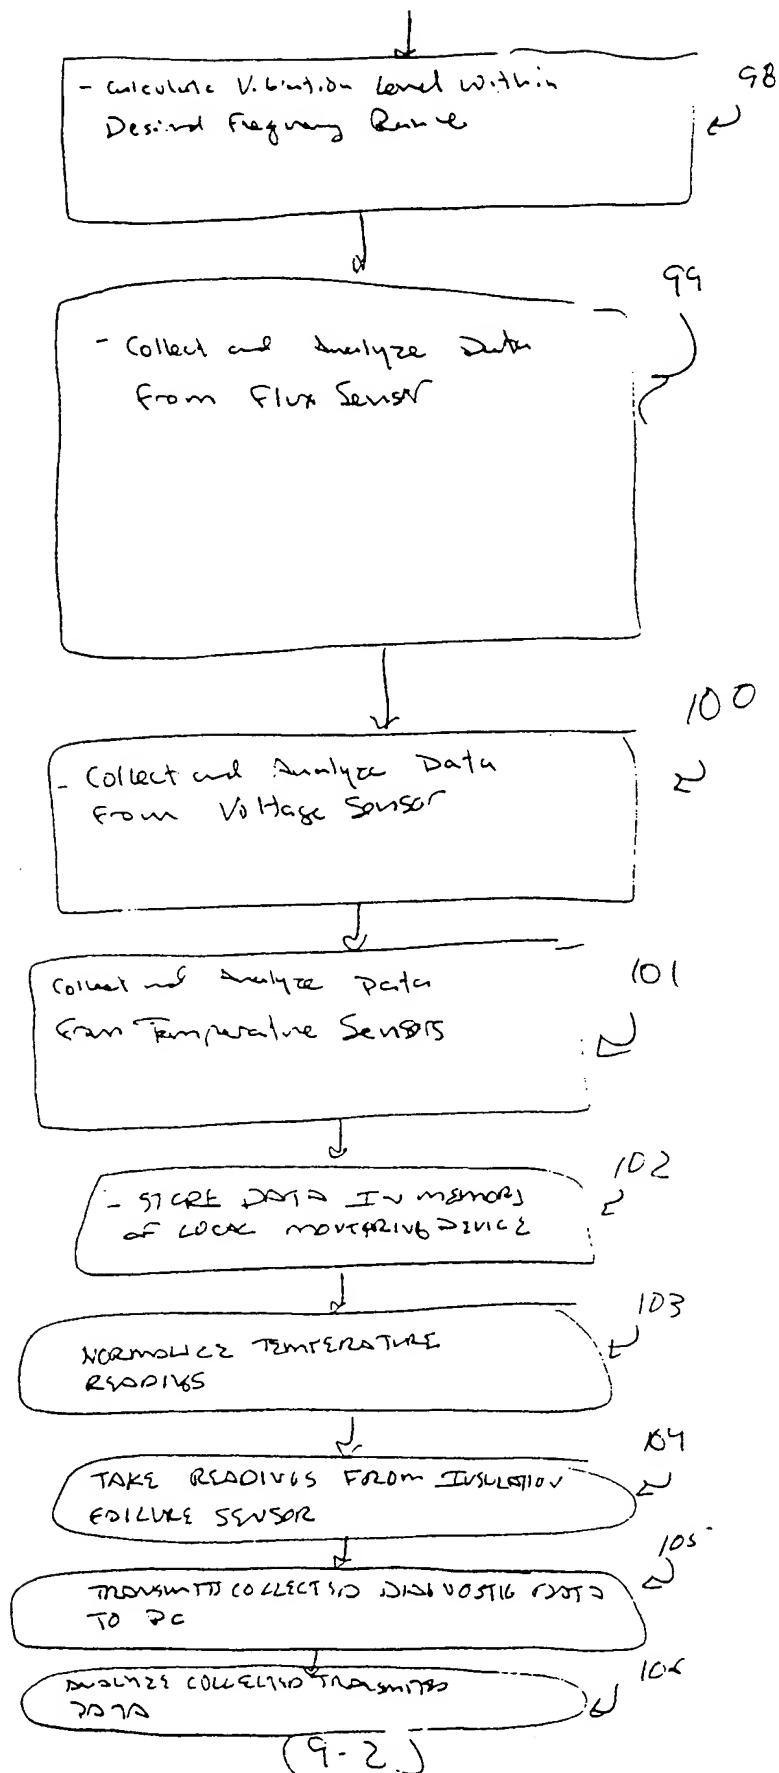 - Calculate Vibration Level within
Desired Frequency Range
98
- Collect and Analyze Data
From Flux Sensor
99
- Collect and Analyze Data
From Voltage Sensor
100
Collect and Analyze Data
from Temperature Sensors
101
- STORE DATA IN MEMORY
OF LOCAL MONITORING DEVICE
102
NORMALIZE TEMPERATURE
READINGS
103
TAKE READINGS FROM INSULATION
FAILURE SENSOR
104
TRANSMITS COLLECTED DIAGNOSTIC DATA
TO PC
105
ANALYZE COLLECTED TRANSMITTED
DATA
106
(9-2)